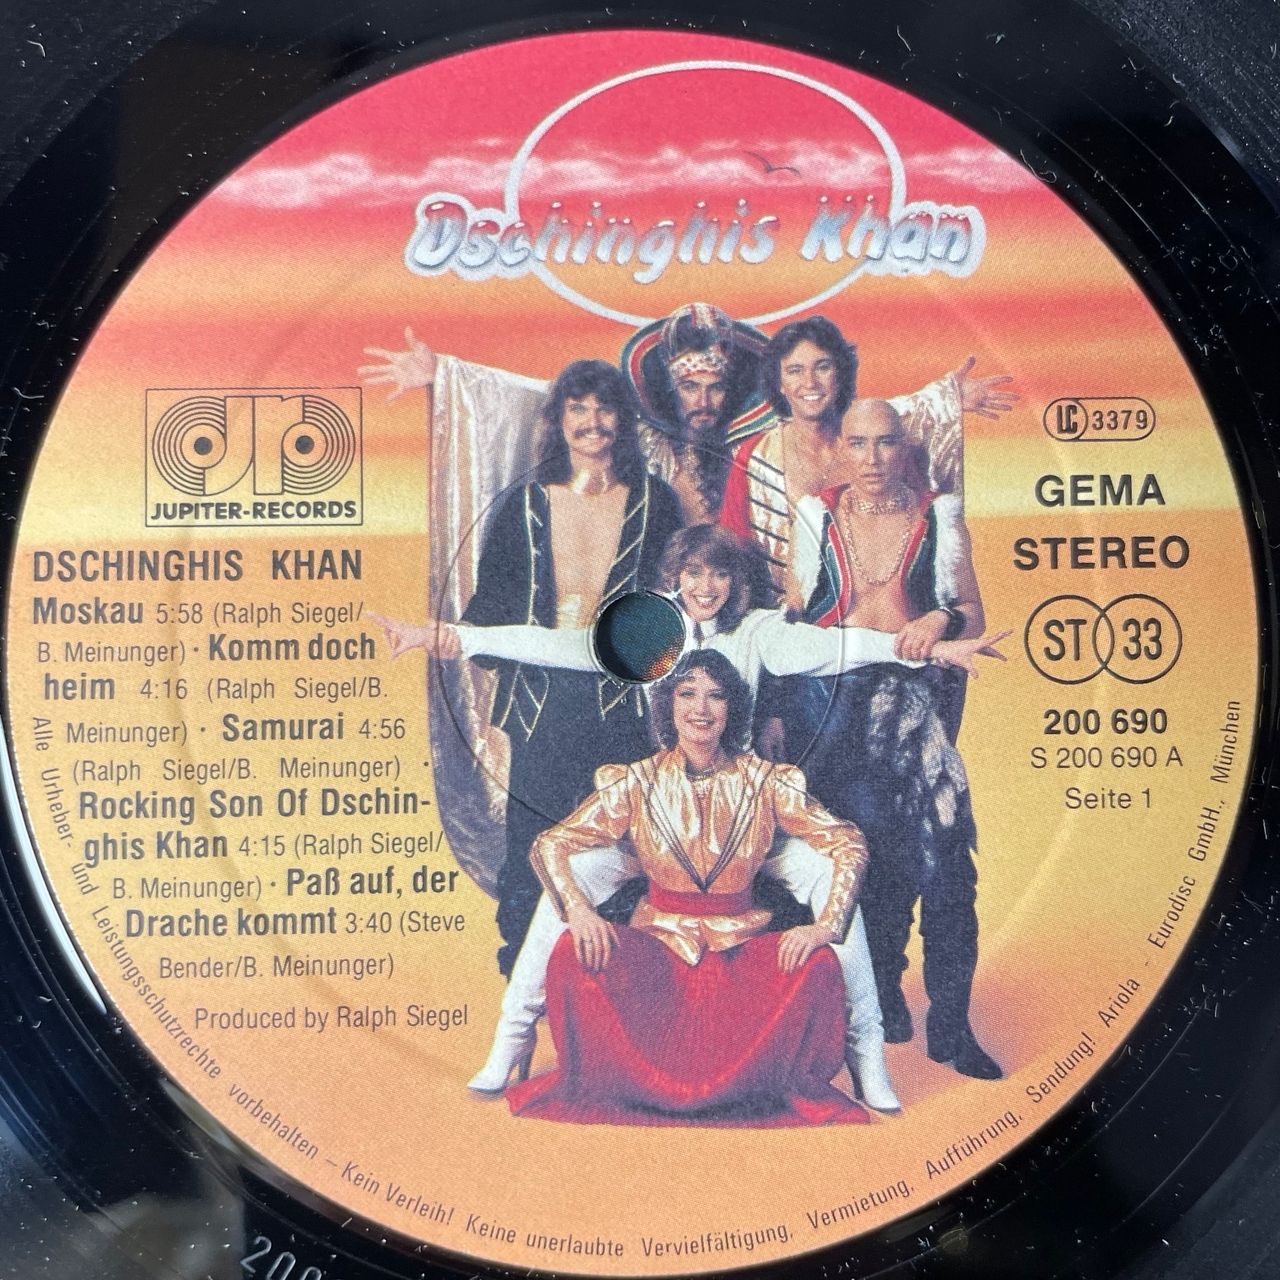 Dschinghis Khan
JUPITER-RECORDS
DSCHINGHIS KHAN
Moskau 5:58 (Ralph Siegel/
B. Meinunger) · Komm doch
heim 4:16 (Ralph Siegel/B.
Meinunger) · Samurai 4:56
(Ralph Siegel/B. Meinunger) ·
Rocking Son Of Dschin-
ghis Khan 4:15 (Ralph Siegel/
B. Meinunger) · Paß auf, der
Drache kommt 3:40 (Steve
Bender/B. Meinunger)
Produced by Ralph Siegel
LC 3379
GEMA
STEREO
ST 33
200 690
S 200 690 A
Seite 1
Alle Urheber- und Leistungsschutzrechte vorbehalten – Kein Verleih! Keine unerlaubte Vervielfältigung, Vermietung, Aufführung, Sendung! Ariola - Eurodisc GmbH., München
200